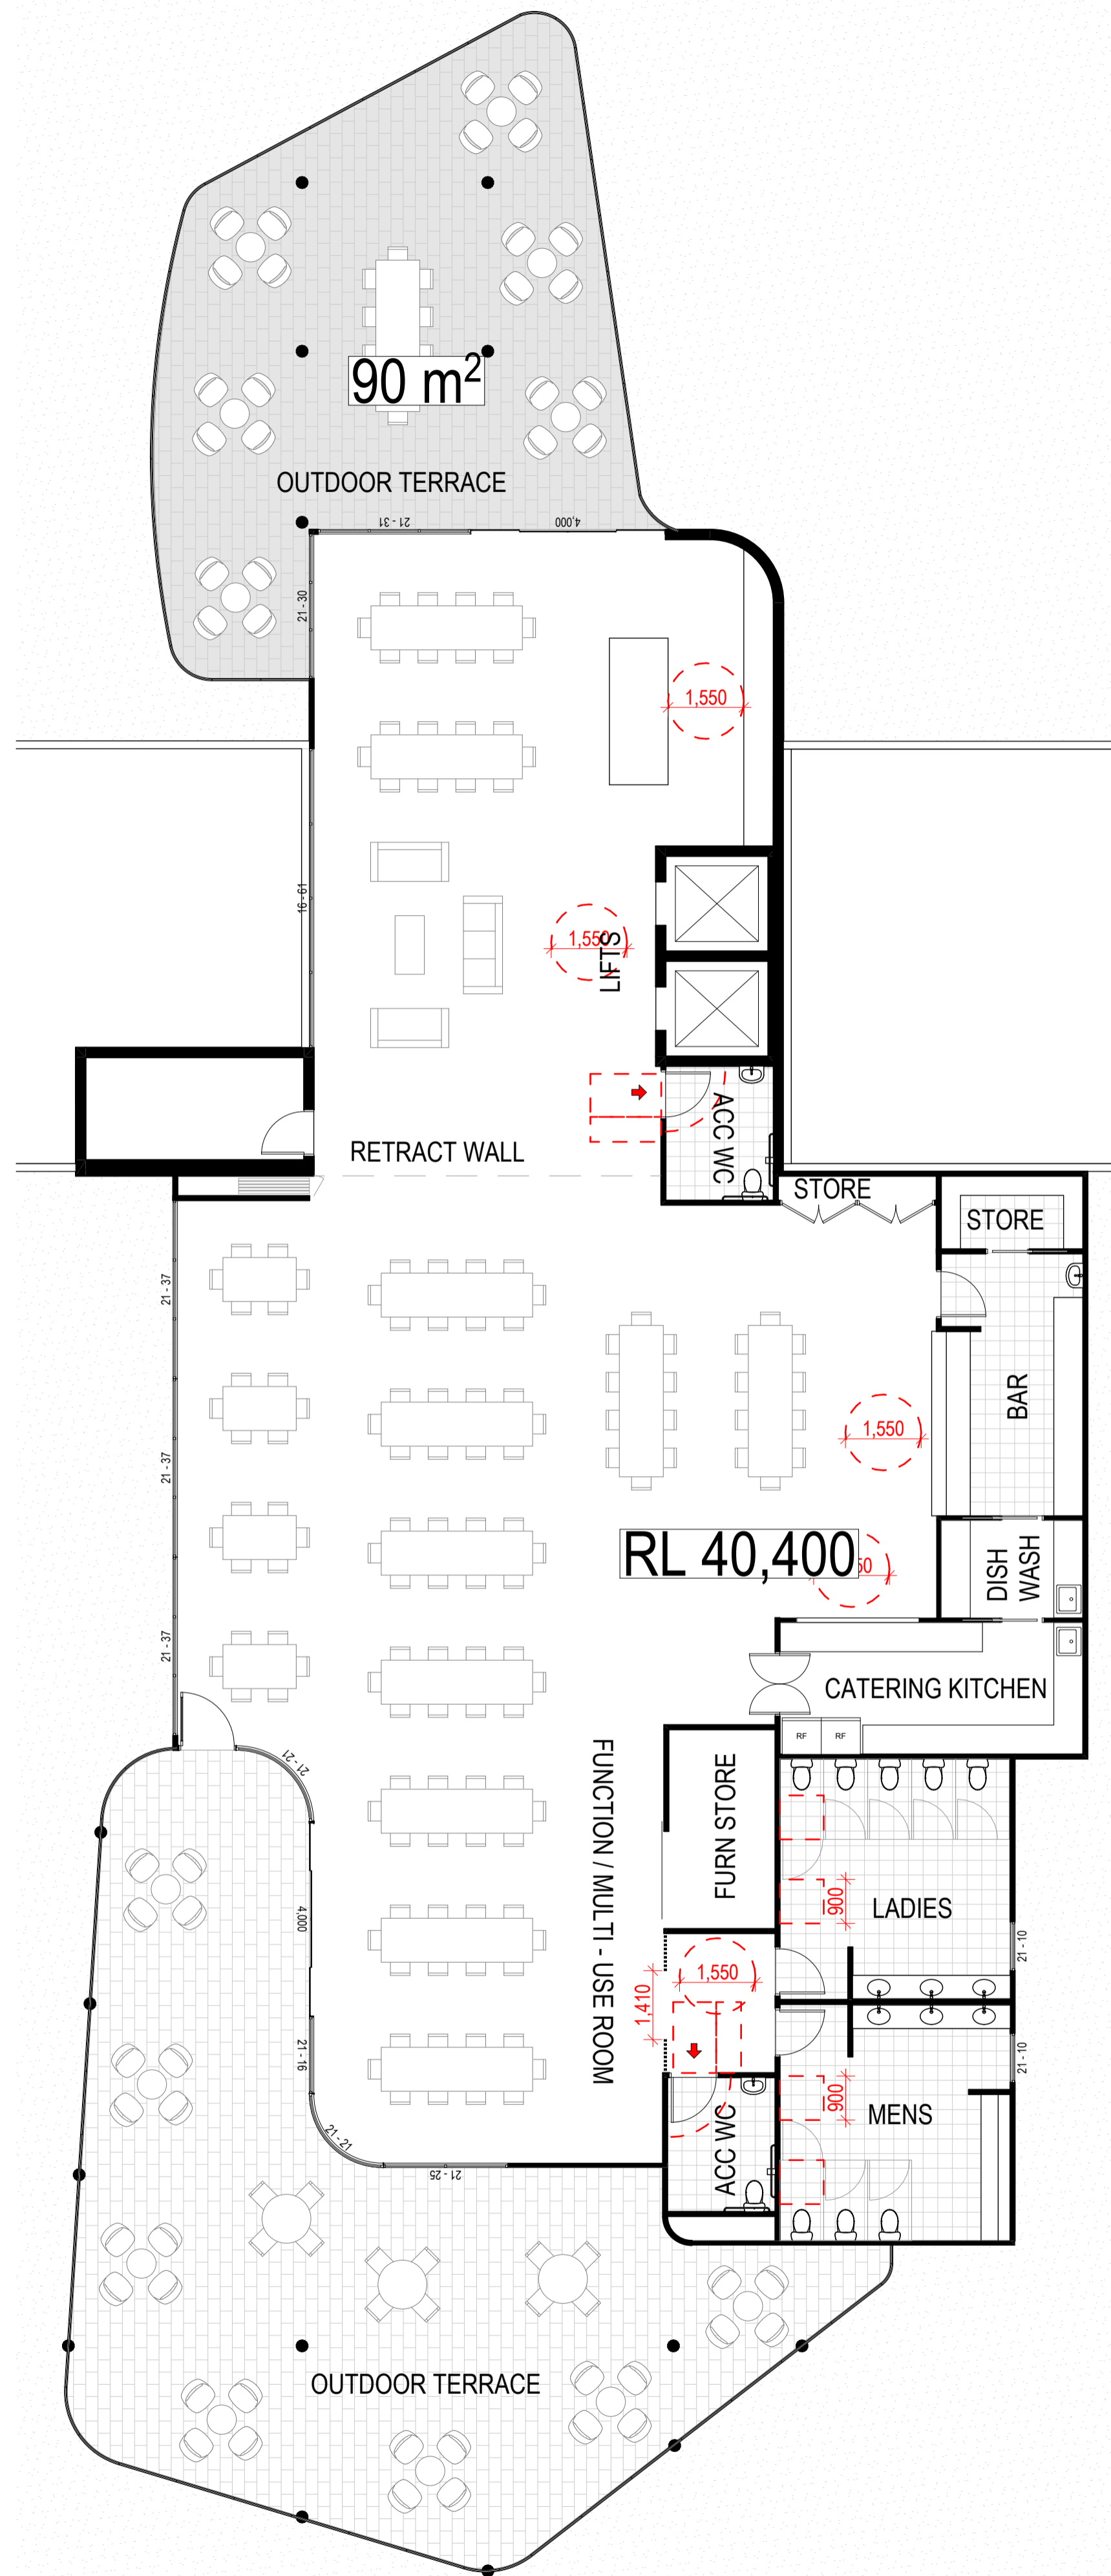 90 m²
OUTDOOR TERRACE
21 - 31
4,000
21 - 30
1,550
16 - 61
1,550
LIFTS
ACC WC
RETRACT WALL
STORE
STORE
21 - 37
BAR
1,550
21 - 37
RL 40,400
50
DISH
WASH
21 - 37
CATERING KITCHEN
RF
RF
21 - 21
FUNCTION / MULTI - USE ROOM
FURN STORE
4,000
900
LADIES
21 - 10
1,550
1,410
21 - 16
21 - 10
900
MENS
21 - 21
ACC WC
21 - 25
OUTDOOR TERRACE